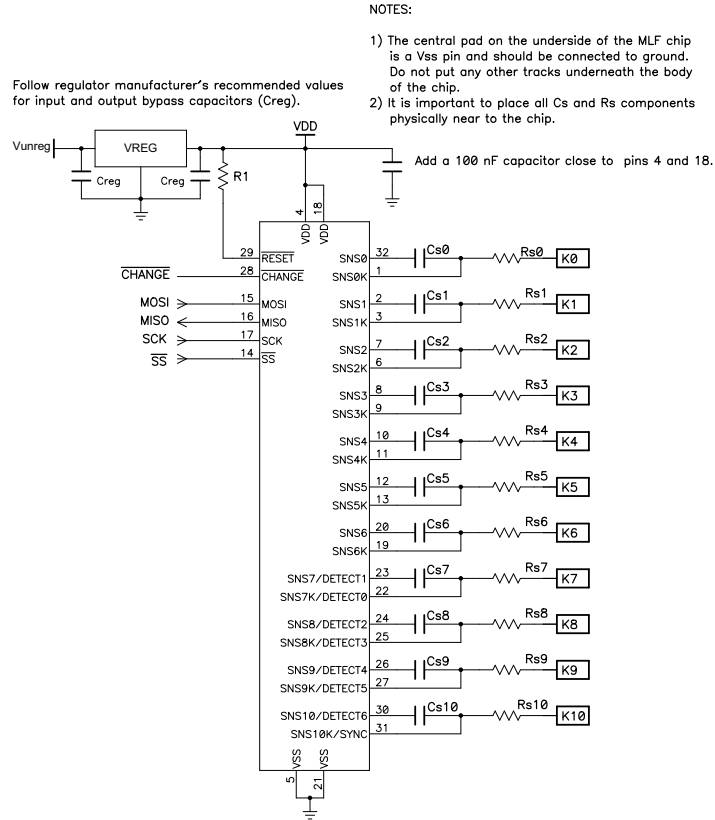 NOTES:
1) The central pad on the underside of the MLF chip
is a Vss pin and should be connected to ground.
Do not put any other tracks underneath the body
of the chip.
2) It is important to place all Cs and Rs components
physically near to the chip.
Follow regulator manufacturer's recommended values
for input and output bypass capacitors (Creg).
VDD
Vunreg
VREG
Creg
Creg
R1
Add a 100 nF capacitor close to pins 4 and 18.
4
18
VDD
VDD
29
RESET
CHANGE
28
CHANGE
MOSI
15
MOSI
MISO
16
MISO
SCK
17
SCK
SS
14
SS
SNS0
32
Cs0
Rs0
K0
SNS0K
1
SNS1
2
Cs1
Rs1
K1
SNS1K
3
SNS2
7
Cs2
Rs2
K2
SNS2K
6
SNS3
8
Cs3
Rs3
K3
SNS3K
9
SNS4
10
Cs4
Rs4
K4
SNS4K
11
SNS5
12
Cs5
Rs5
K5
SNS5K
13
SNS6
20
Cs6
Rs6
K6
SNS6K
19
SNS7/DETECT1
23
Cs7
Rs7
K7
SNS7K/DETECT0
22
SNS8/DETECT2
24
Cs8
Rs8
K8
SNS8K/DETECT3
25
SNS9/DETECT4
26
Cs9
Rs9
K9
SNS9K/DETECT5
27
SNS10/DETECT6
30
Cs10
Rs10
K10
SNS10K/SYNC
31
VSS
VSS
5
21